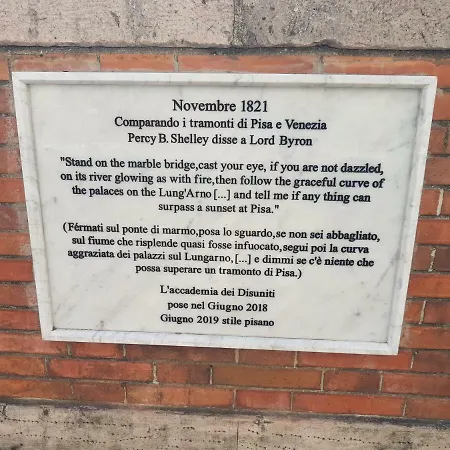 Novembre 1821
Comparando i tramonti di Pisa e Venezia
Percy B. Shelley disse a Lord Byron
"Stand on the marble bridge,cast your eye, if you are not dazzled,
on its river glowing as with fire,then follow the graceful curve of
the palaces on the Lung'Arno [...] and tell me if any thing can
surpass a sunset at Pisa."
(Férmati sul ponte di marmo,posa lo sguardo,se non sei abbagliato,
sul fiume che risplende quasi fosse infuocato,segui poi la curva
aggraziata dei palazzi sul Lungarno,[...] e dimmi se c'è niente che
possa superare un tramonto di Pisa.)
L'accademia dei Disuniti
pose nel Giugno 2018
Giugno 2019 stile pisano